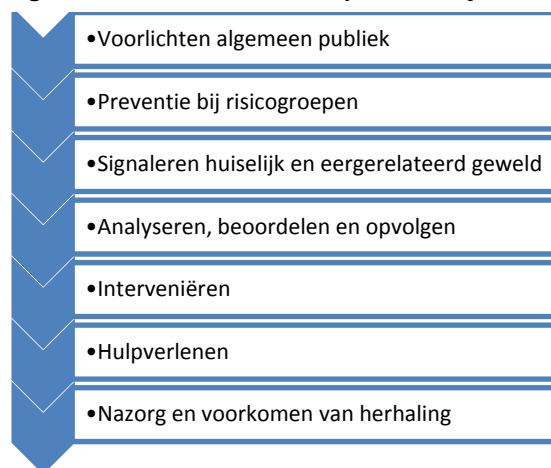 •Voorlichten algemeen publiek
•Preventie bij risicogroepen
•Signaleren huiselijk en eergerelateerd geweld
•Analyseren, beoordelen en opvolgen
•Interveniëren
•Hulpverlenen
•Nazorg en voorkomen van herhaling